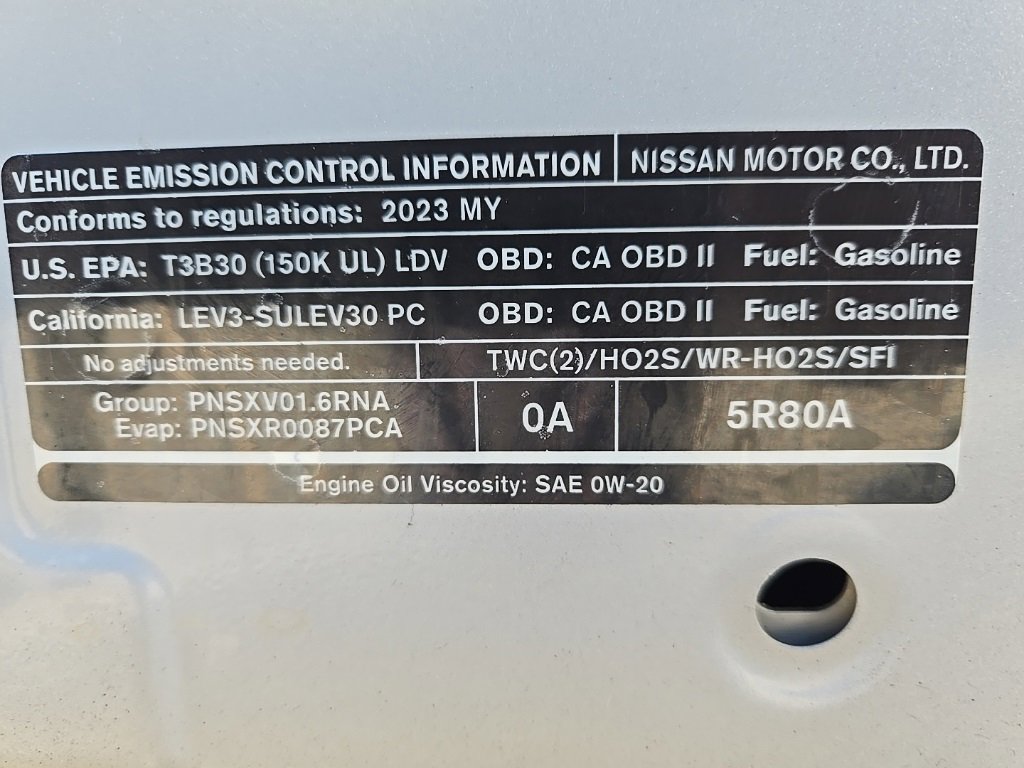 VEHICLE EMISSION CONTROL INFORMATION NISSAN MOTOR CO., LTD.
Conforms to regulations: 2023 MY
U.S. EPA: T3B30 (150K UL) LDV OBD: CA OBD II Fuel: Gasoline
California: LEV3-SULEV30 PC OBD: CA OBD II Fuel: Gasoline
No adjustments needed. TWC(2)/HO2S/WR-HO2S/SFI
Group: PNSXV01.6RNA
Evap: PNSXR0087PCA
0A
5R80A
Engine Oil Viscosity: SAE 0W-20